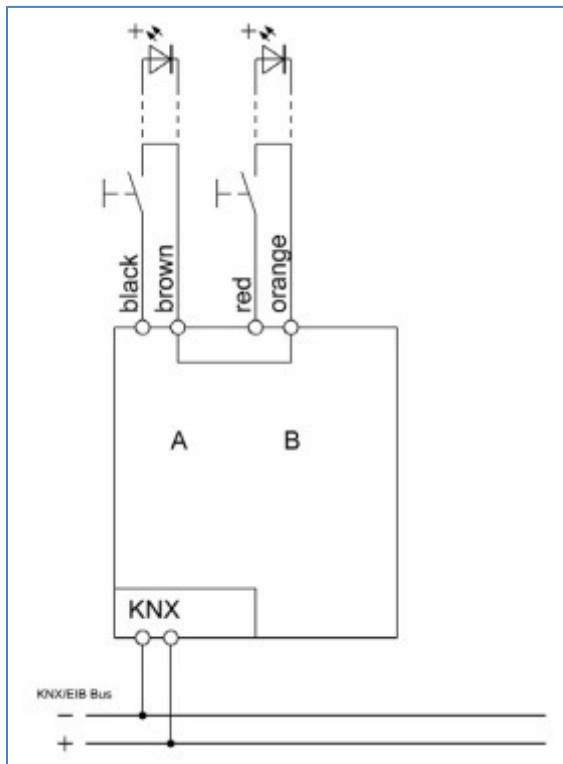 + +
black
brown
red
orange
A B
KNX
KNX/EIB Bus
−
+